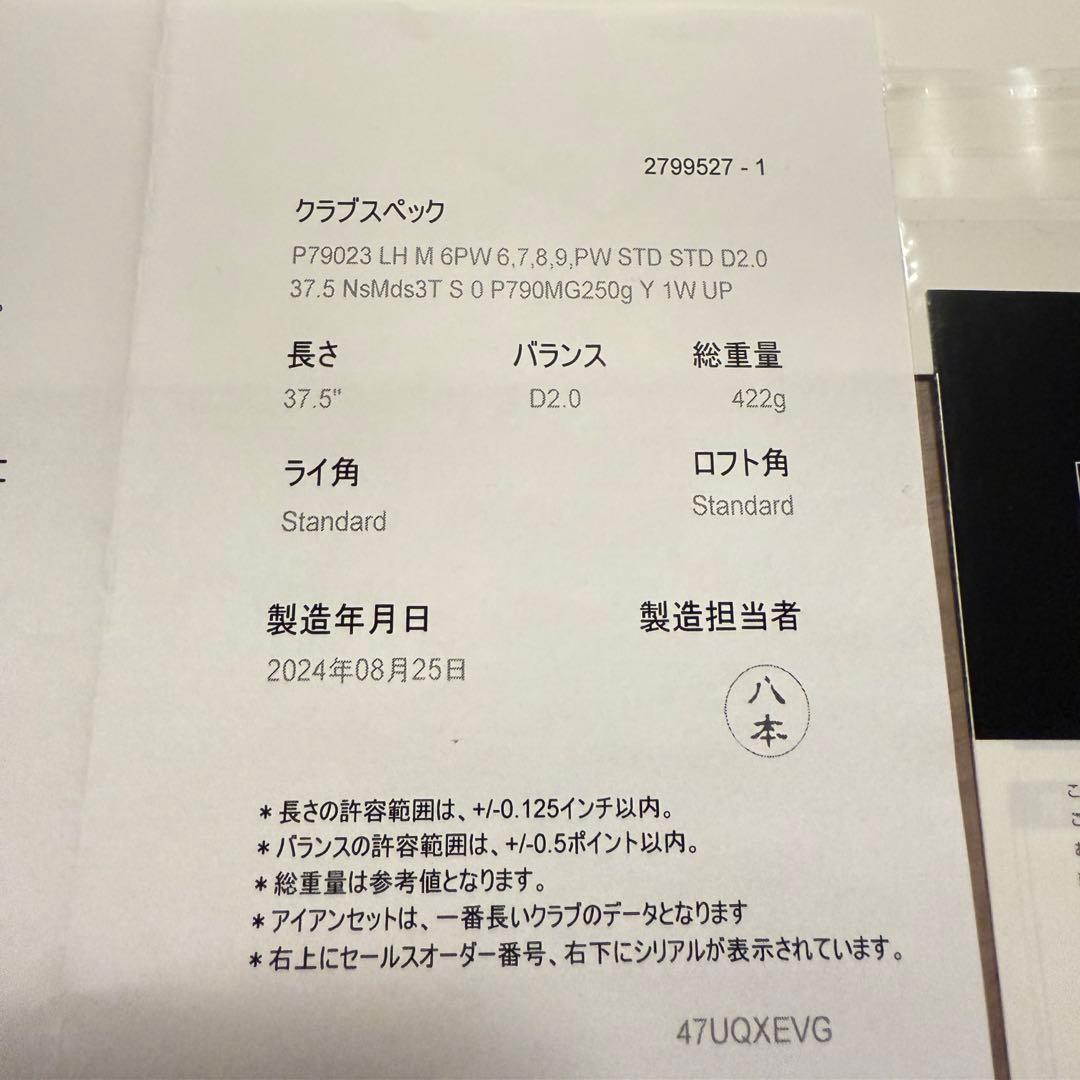 2799527 - 1
クラブスペック
P79023 LH M 6PW 6,7,8,9,PW STD STD D2.0
37.5 NsMds3T S 0 P790MG250g Y 1W UP
長さ バランス 総重量
37.5" D2.0 422g
ライ角 ロフト角
Standard Standard
製造年月日 製造担当者
2024年08月25日
八本
*長さの許容範囲は、+/-0.125インチ以内。
*バランスの許容範囲は、+/-0.5ポイント以内。
*総重量は参考値となります。
*アイアンセットは、一番長いクラブのデータとなります
*右上にセールスオーダー番号、右下にシリアルが表示されています。
47UQXEVG